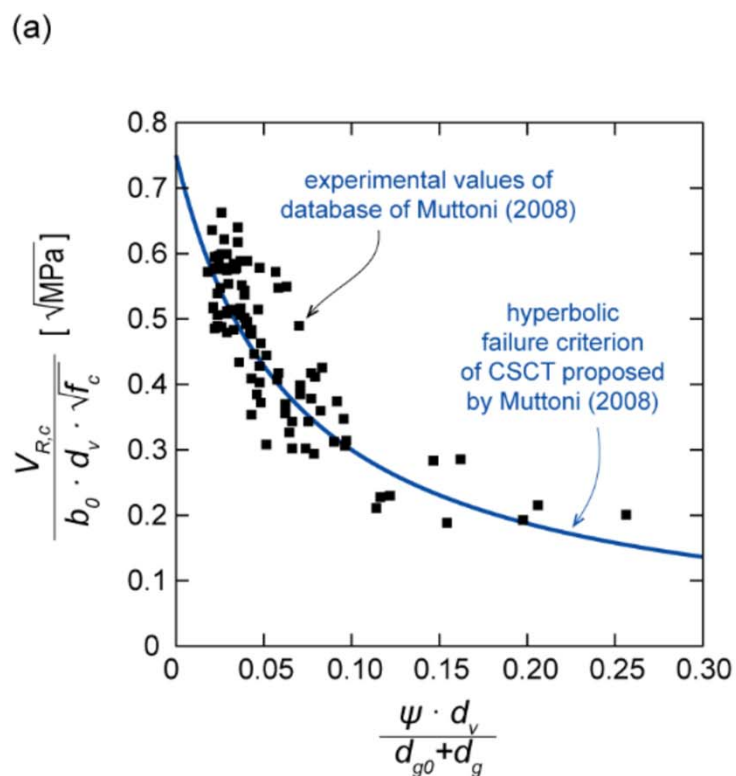 (a)
0.8
0.7
0.6
0.5
0.4
0.3
0.2
0.1
0
experimental values of
database of Muttoni (2008)
hyperbolic
failure criterion
of CSCT proposed
by Muttoni (2008)
V_{R,c}
b_0 · d_v · √f_c
[ √MPa ]
0 0.05 0.10 0.15 0.20 0.25 0.30
ψ · d_v
d_{g0}+d_g